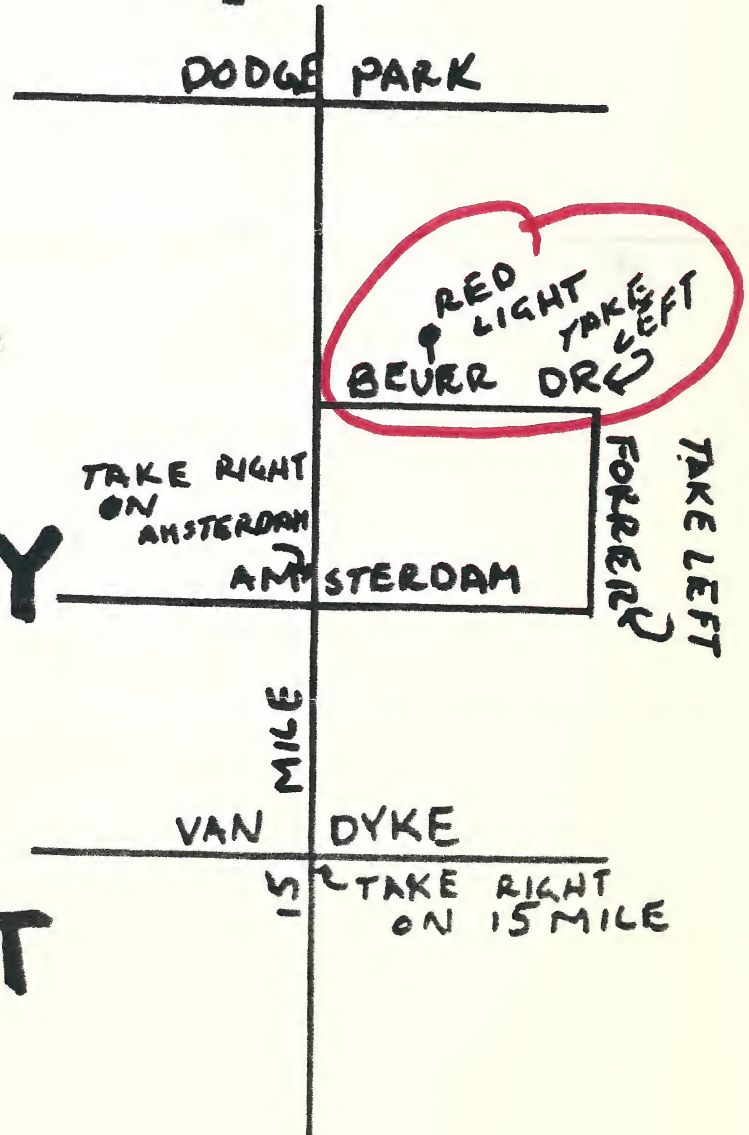 DODGE PARK
RED
LIGHT
TAKE
LEFT
BEVER DR
TAKE RIGHT
ON
AMSTERDAM
AMSTERDAM
FORRER
TAKE LEFT
Y
15 MILE
VAN DYKE
TAKE RIGHT
ON 15 MILE
T